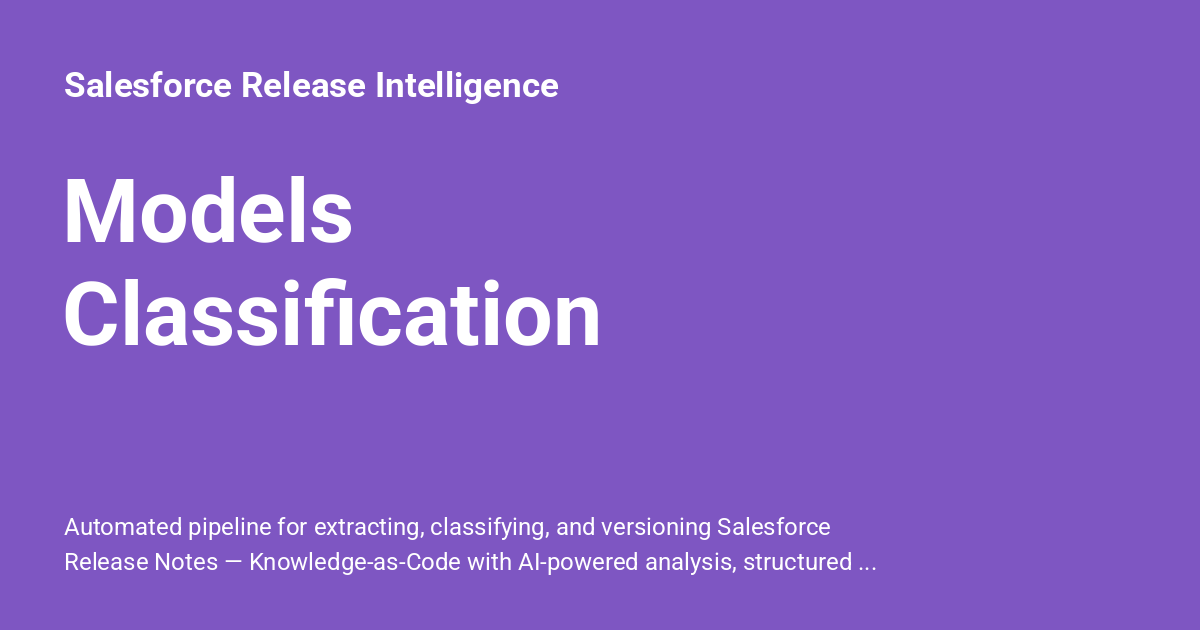 Salesforce Release Intelligence
Models
Classification
Automated pipeline for extracting, classifying, and versioning Salesforce
Release Notes — Knowledge-as-Code with AI-powered analysis, structured ...